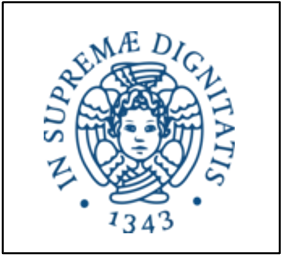 IN SUPREMÆ DIGNITATIS
1343